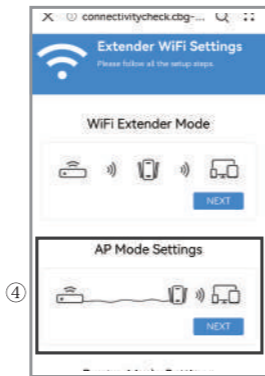 connectivitycheck.cbg-...
Extender WiFi Settings
Please follow all the setup steps.
WiFi Extender Mode
NEXT
AP Mode Settings
④
NEXT